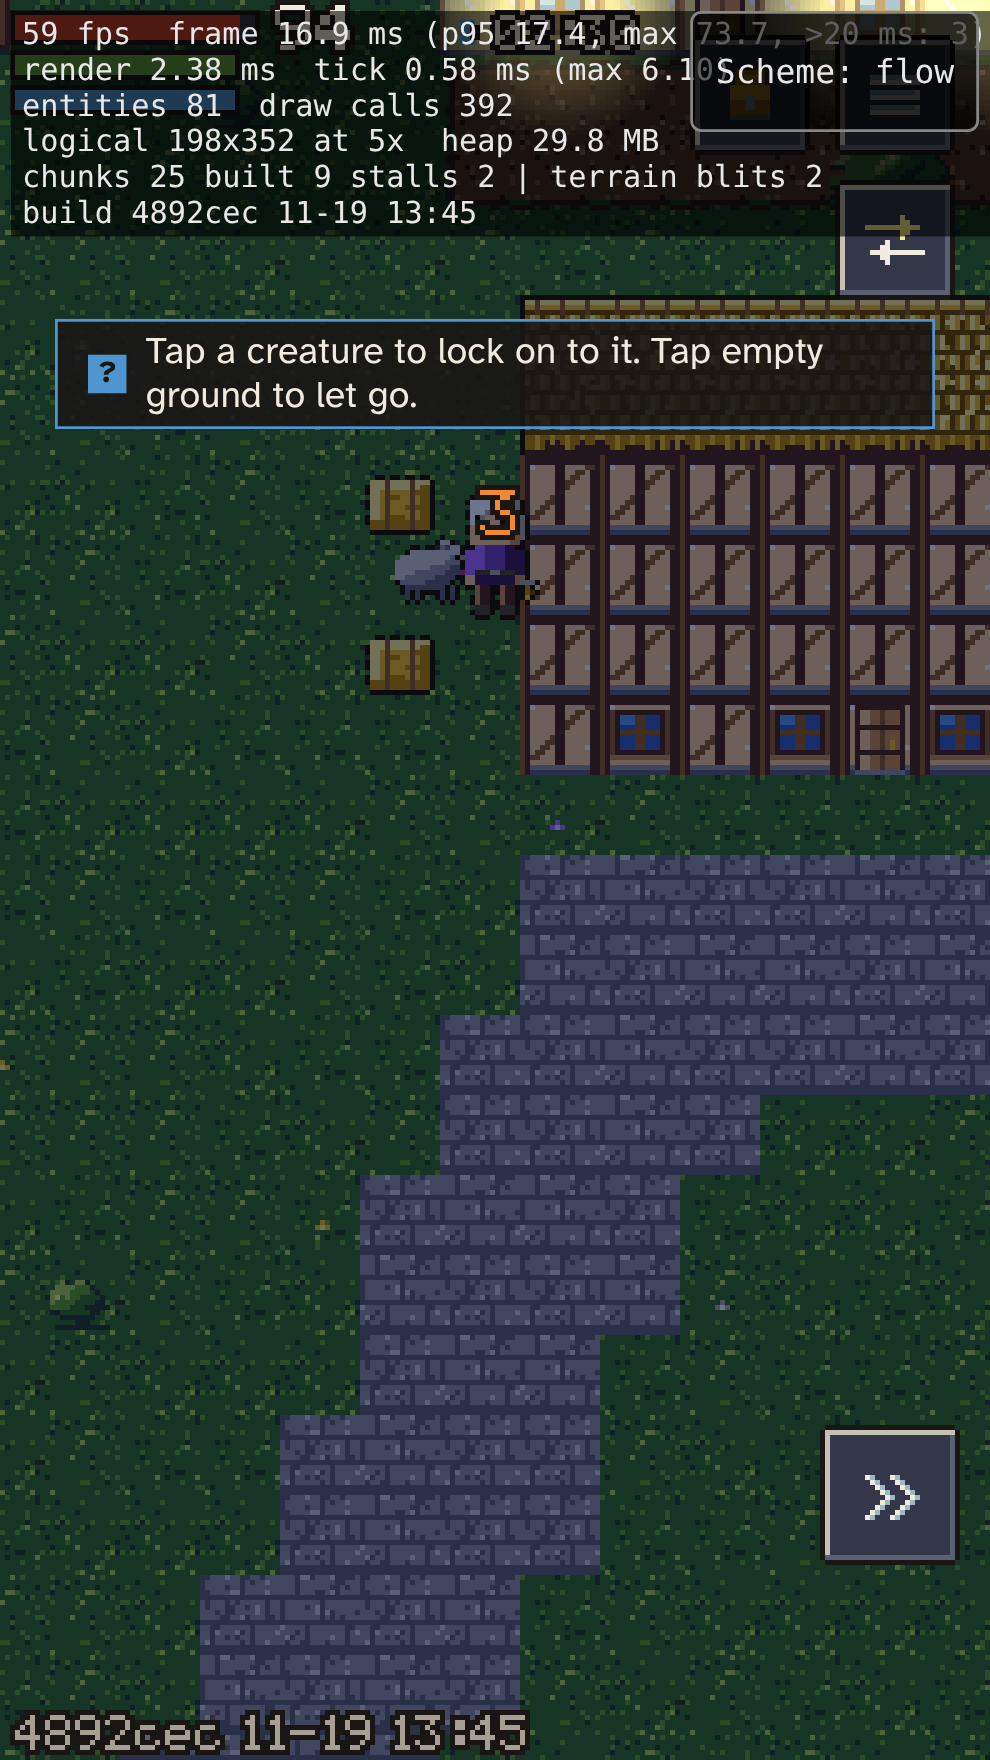 59 fps  frame 16.9 ms (p95 17.4, max 73.7, >20 ms: 3)
render 2.38 ms  tick 0.58 ms (max 6.10)
Scheme: flow
entities 81  draw calls 392
logical 198x352 at 5x  heap 29.8 MB
chunks 25 built 9 stalls 2 | terrain blits 2
build 4892cec 11-19 13:45
? Tap a creature to lock on to it. Tap empty
ground to let go.
3
4892cec 11-19 13:45